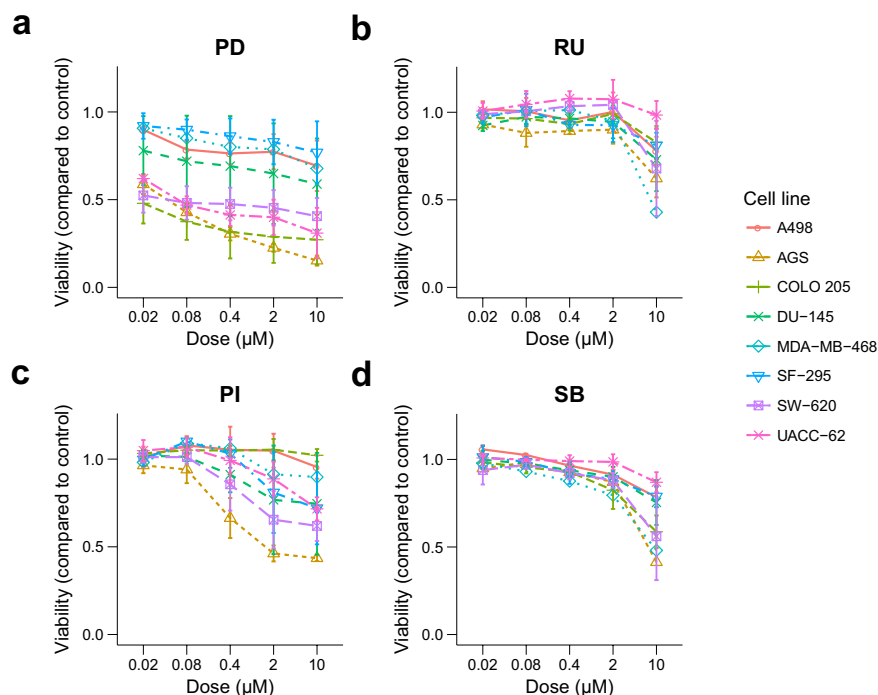 a
PD
Viability (compared to control)
1.0
0.5
0.0
0.02 0.08 0.4 2 10
Dose (μM)
b
RU
Viability (compared to control)
1.0
0.5
0.0
0.02 0.08 0.4 2 10
Dose (μM)
c
PI
Viability (compared to control)
1.0
0.5
0.0
0.02 0.08 0.4 2 10
Dose (μM)
d
SB
Viability (compared to control)
1.0
0.5
0.0
0.02 0.08 0.4 2 10
Dose (μM)
Cell line
A498
AGS
COLO 205
DU−145
MDA−MB−468
SF−295
SW−620
UACC−62